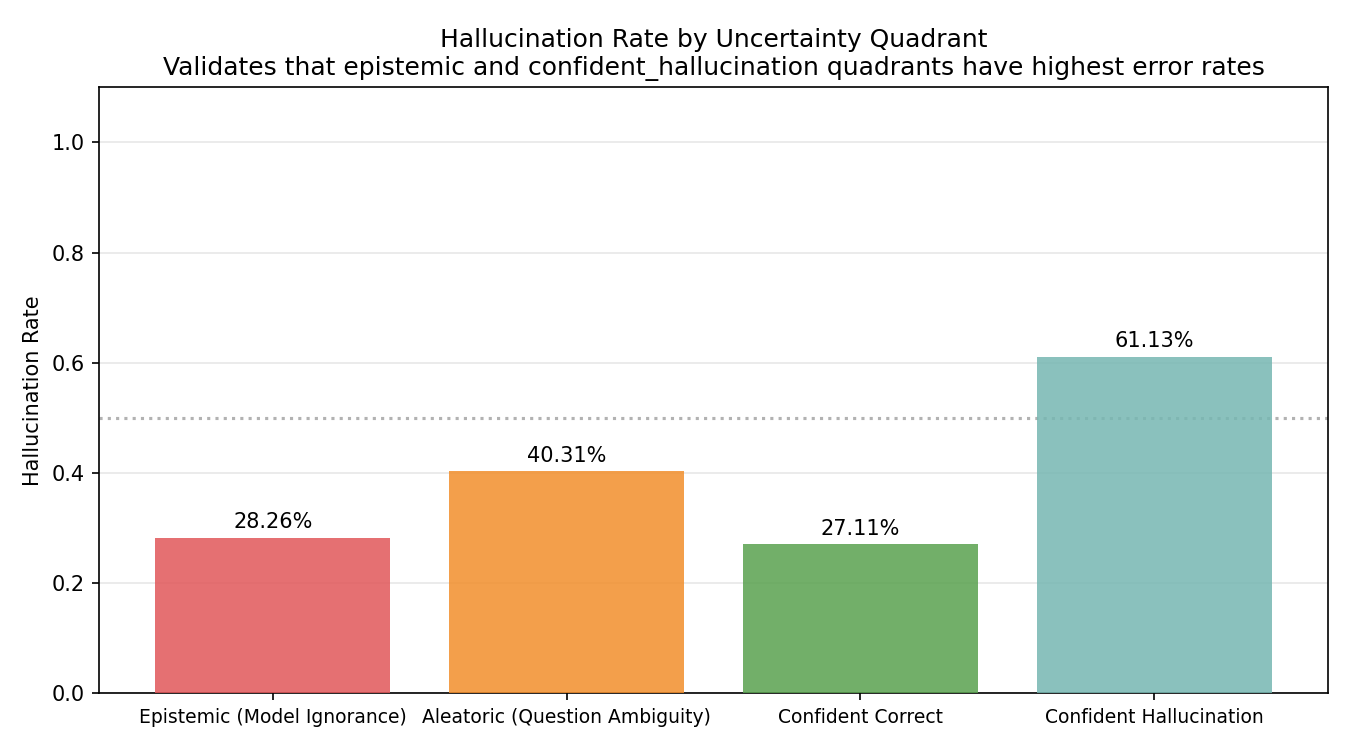 Hallucination Rate by Uncertainty Quadrant
Validates that epistemic and confident_hallucination quadrants have highest error rates
Hallucination Rate
1.0
0.8
0.6
0.4
0.2
0.0
28.26%
40.31%
27.11%
61.13%
Epistemic (Model Ignorance)
Aleatoric (Question Ambiguity)
Confident Correct
Confident Hallucination